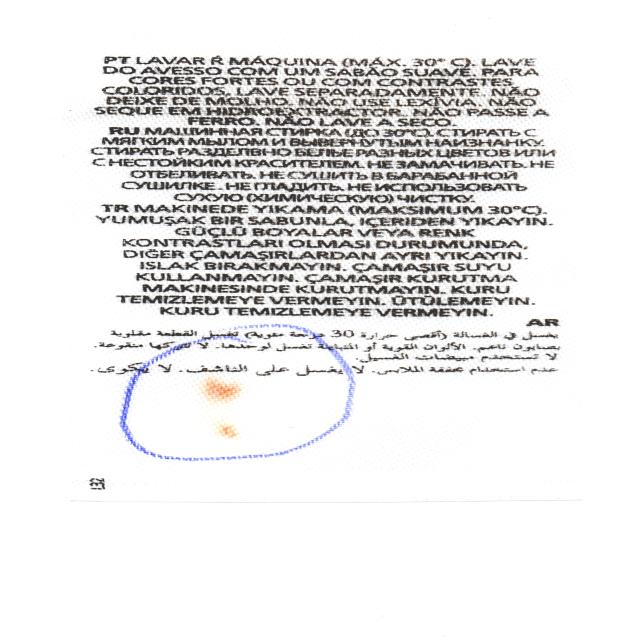 PT LAVAR Ŕ MÁQUINA (MÁX. 30° C). LAVE
DO AVESSO COM UM SABÃO SUAVE. PARA
CORES FORTES OU COM CONTRASTES
COLORIDOS, LAVE SEPARADAMENTE. NÃO
DEIXE DE MOLHO. NÃO USE LEXÍVIA. NÃO
SEQUE EM HIDROEXTRACTOR. NÃO PASSE A
FERRO. NÃO LAVE A SECO.
RU МАШИННАЯ СТИРКА (ДО 30°C). СТИРАТЬ С
МЯГКИМ МЫЛОМ И ВЫВЕРНУТЫМ НАИЗНАНКУ.
СТИРАТЬ РАЗДЕЛЬНО БЕЛЬЕ РАЗНЫХ ЦВЕТОВ ИЛИ
С НЕСТОЙКИМ КРАСИТЕЛЕМ. НЕ ЗАМАЧИВАТЬ. НЕ
ОТБЕЛИВАТЬ. НЕ СУШИТЬ В БАРАБАННОЙ
СУШИЛКЕ. НЕ ГЛАДИТЬ. НЕ ИСПОЛЬЗОВАТЬ
СУХУЮ (ХИМИЧЕСКУЮ) ЧИСТКУ.
TR MAKİNEDE YIKAMA (MAKSIMUM 30°C).
YUMUŞAK BIR SABUNLA, İÇERIDEN YIKAYIN.
GÜÇLÜ BOYALAR VEYA RENK
KONTRASTLARI OLMASI DURUMUNDA,
DIĞER ÇAMAŞIRLARDAN AYRI YIKAYIN.
ISLAK BIRAKMAYIN. ÇAMAŞIR SUYU
KULLANMAYIN. ÇAMAŞIR KURUTMA
MAKINESINDE KURUTMAYIN. KURU
TEMIZLEMEYE VERMEYIN. ÜTÜLEMEYIN.
KURU TEMIZLEMEYE VERMEYIN.
AR
يغسل في الغسالة (أقصى حرارة 30 درجة مئوية) تغسل القطعة مقلوبة
بصابون ناعم. الألوان القوية أو المتباينة تغسل لوحدها. لا تتركها منقوعة.
لا تستخدم مبيضات الغسيل.
عدم استخدام مجففة الملابس. لا يغسل على الناشف. لا يكوى.